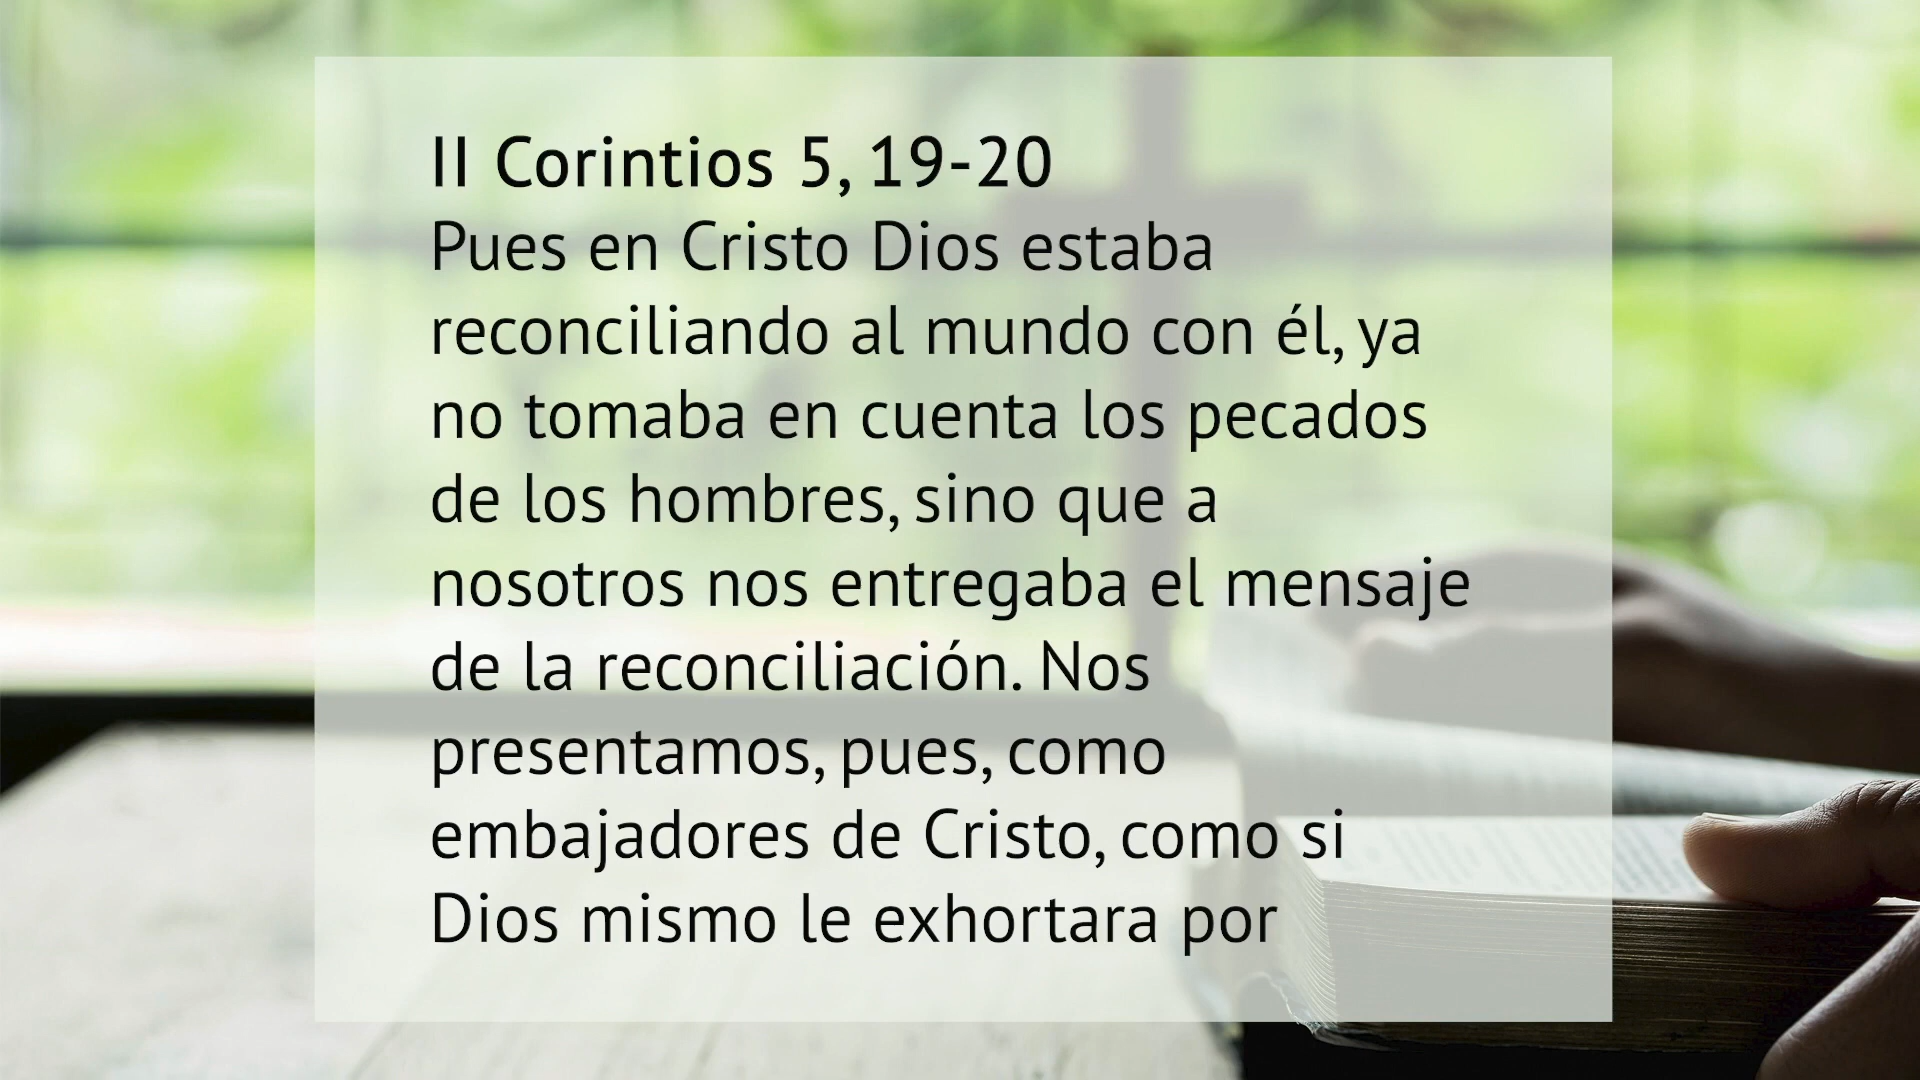 II Corintios 5, 19-20
Pues en Cristo Dios estaba
reconciliando al mundo con él, ya
no tomaba en cuenta los pecados
de los hombres, sino que a
nosotros nos entregaba el mensaje
de la reconciliación. Nos
presentamos, pues, como
embajadores de Cristo, como si
Dios mismo le exhortara por